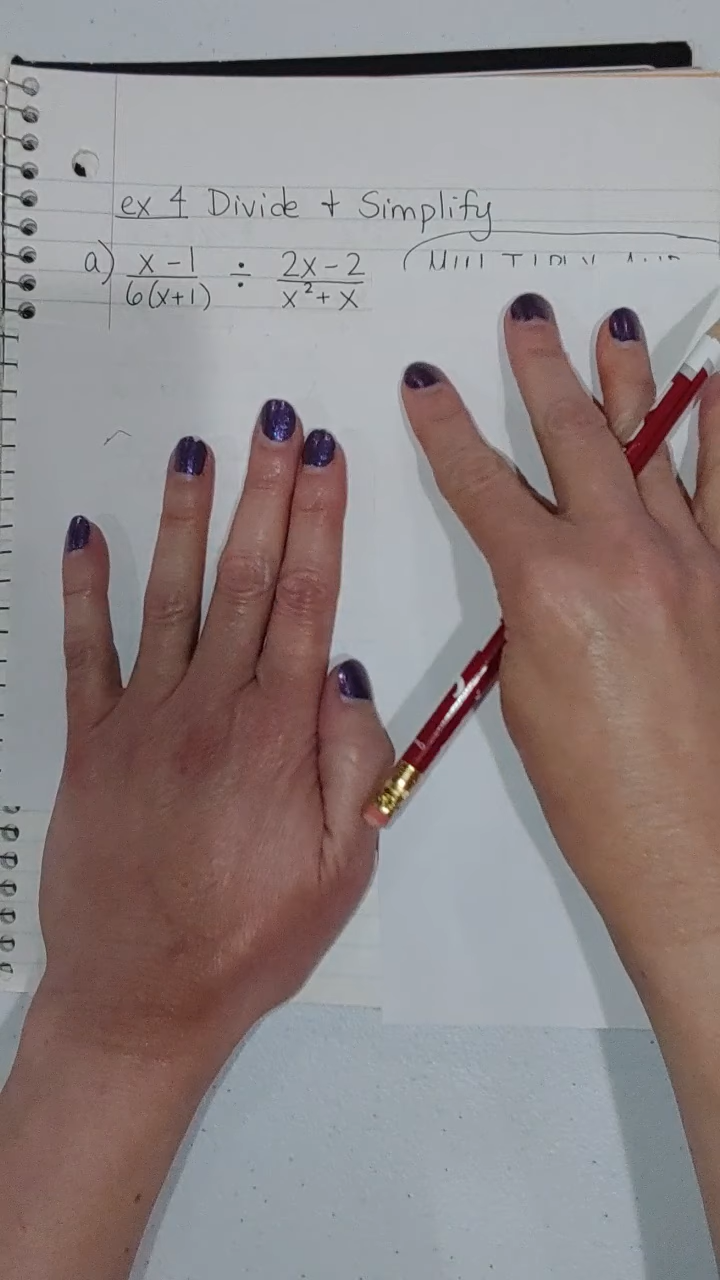 ex 4 Divide + Simplify
a) x - 1 / 6(x+1) ÷ 2x - 2 / x² + x